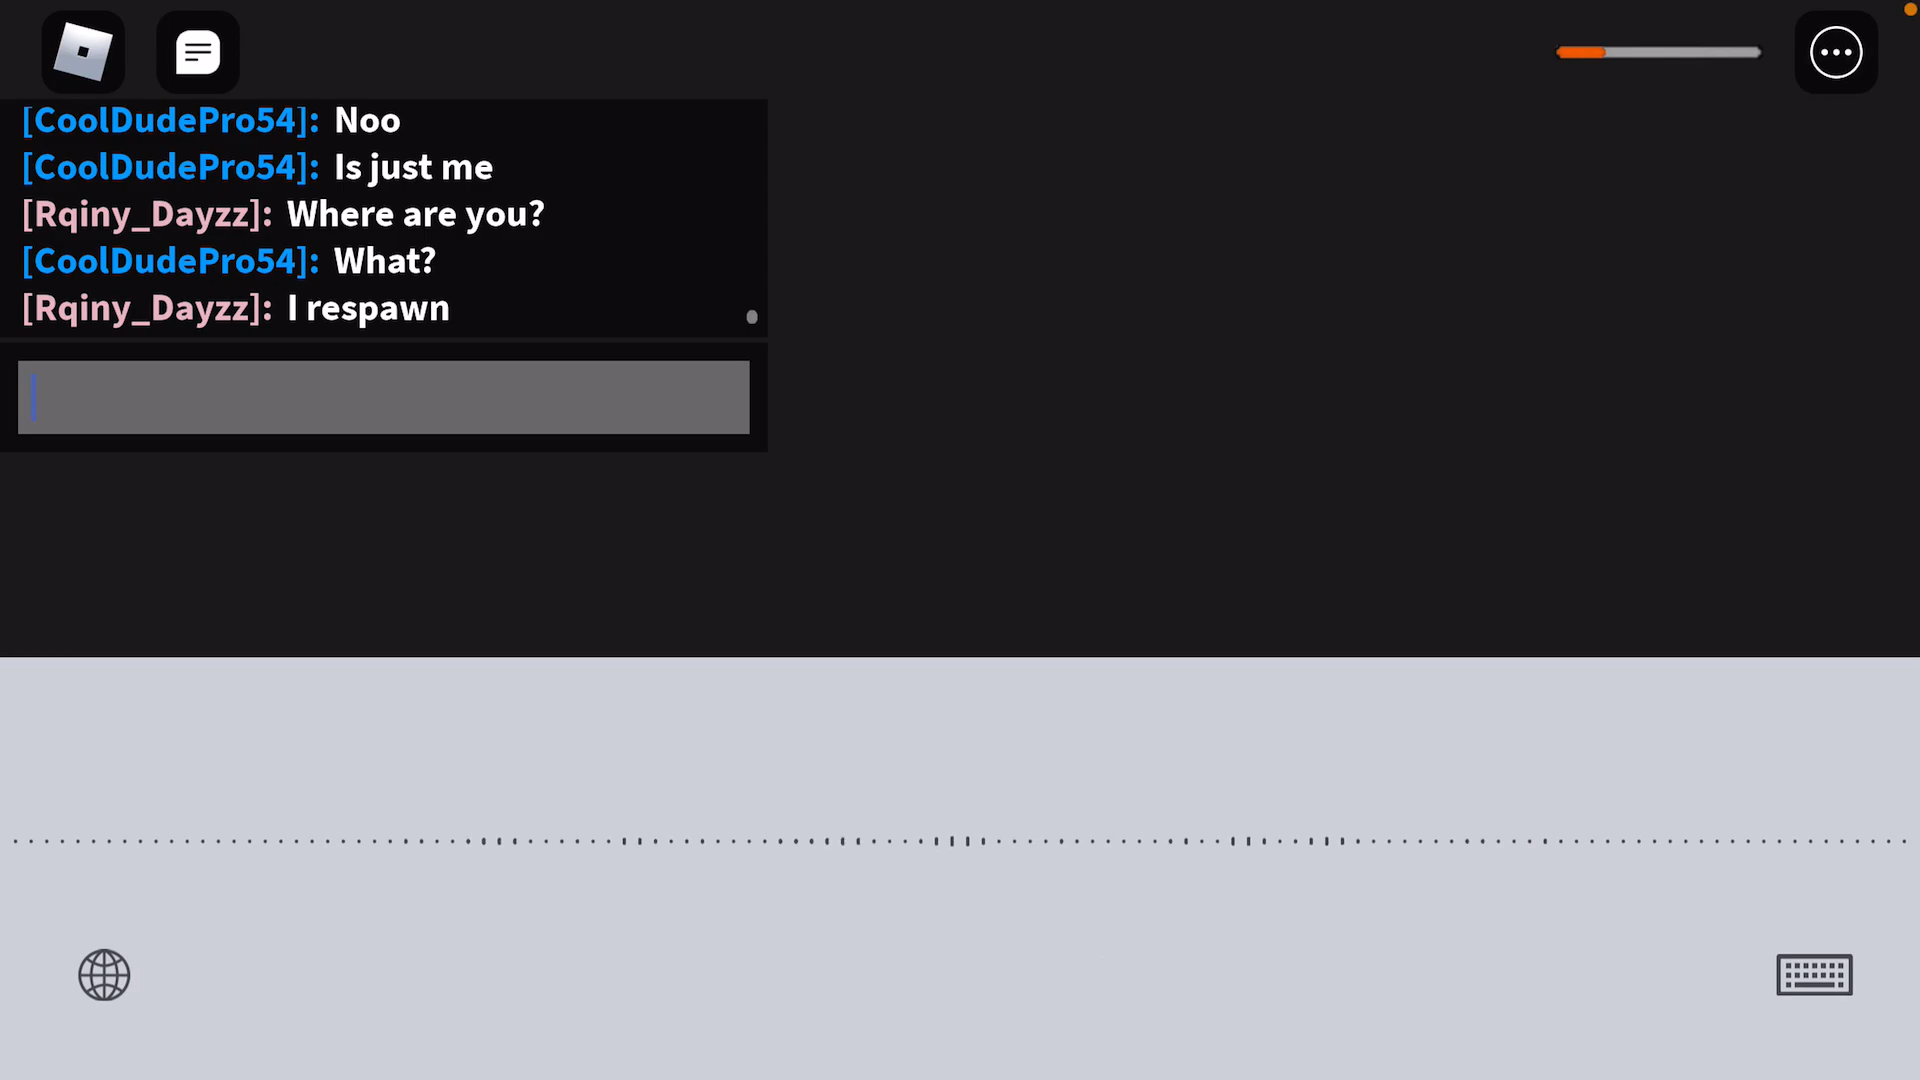 [CoolDudePro54]: Noo
[CoolDudePro54]: Is just me
[Rqiny_Dayzz]: Where are you?
[CoolDudePro54]: What?
[Rqiny_Dayzz]: I respawn